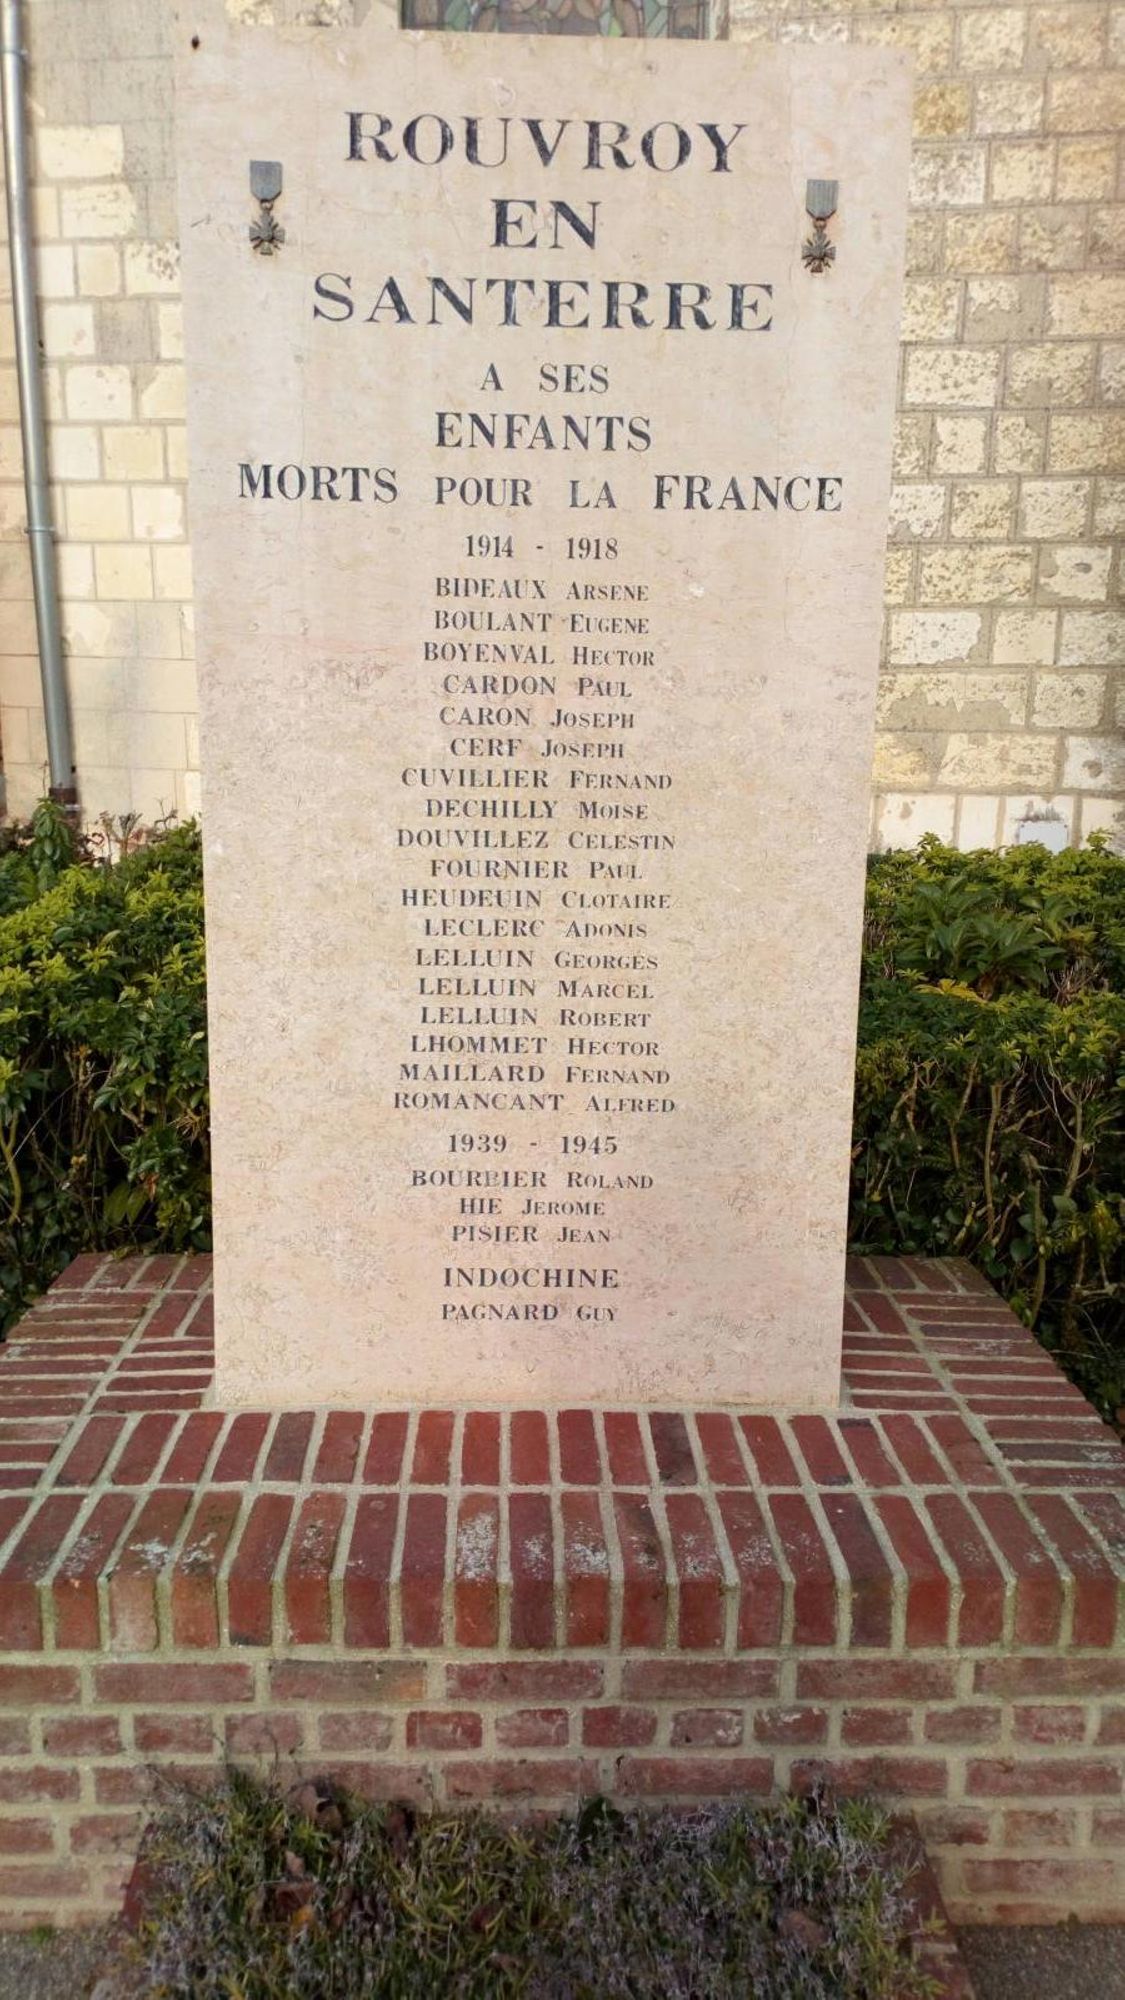 ROUVROY
EN
SANTERRE
A SES
ENFANTS
MORTS POUR LA FRANCE
1914 - 1918
BIDEAUX ARSENE
BOULANT EUGENE
BOYENVAL HECTOR
CARDON PAUL
CARON JOSEPH
CERF JOSEPH
CUVILLIER FERNAND
DECHILLY MOISE
DOUVILLEZ CELESTIN
FOURNIER PAUL
HEUDEUIN CLOTAIRE
LECLERC ADONIS
LELLUIN GEORGES
LELLUIN MARCEL
LELLUIN ROBERT
LHOMMET HECTOR
MAILLARD FERNAND
ROMANCANT ALFRED
1939 - 1945
BOURBIER ROLAND
HIE JEROME
PISIER JEAN
INDOCHINE
PAGNARD GUY